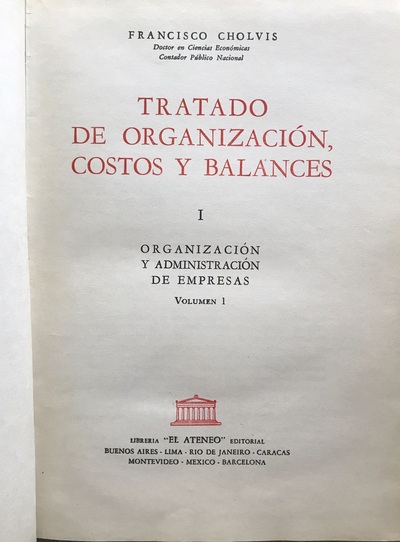 FRANCISCO CHOLVIS
Doctor en Ciencias Económicas
Contador Público Nacional
TRATADO
DE ORGANIZACIÓN,
COSTOS Y BALANCES
I
ORGANIZACIÓN
Y ADMINISTRACIÓN
DE EMPRESAS
VOLUMEN 1
LIBRERIA "EL ATENEO" EDITORIAL
BUENOS AIRES - LIMA - RIO DE JANEIRO - CARACAS
MONTEVIDEO - MEXICO - BARCELONA